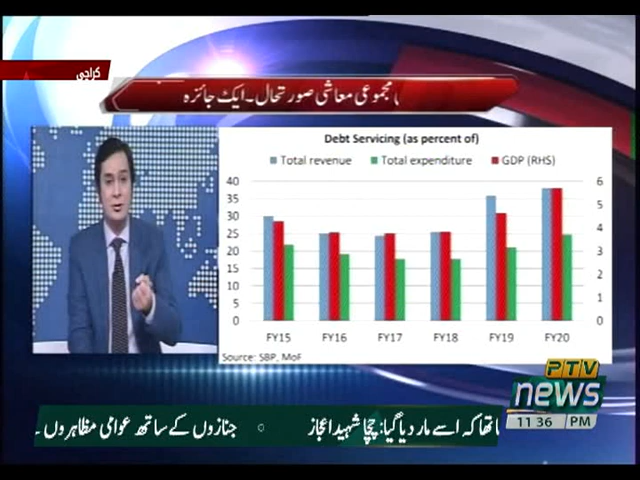 کراچی
مجموعی معاشی صورتحال۔ایک جائزہ
Debt Servicing (as percent of)
Total revenue Total expenditure GDP (RHS)
40 6
35 5
30
25 4
20 3
15 2
10
5 1
0 0
FY15 FY16 FY17 FY18 FY19 FY20
Source: SBP, MoF
PTV
news
11:36 PM
کہ اسے مار دیا گیا: چچا شہید اعجاز ○ جنازوں کے ساتھ عوامی مظاہروں ۔